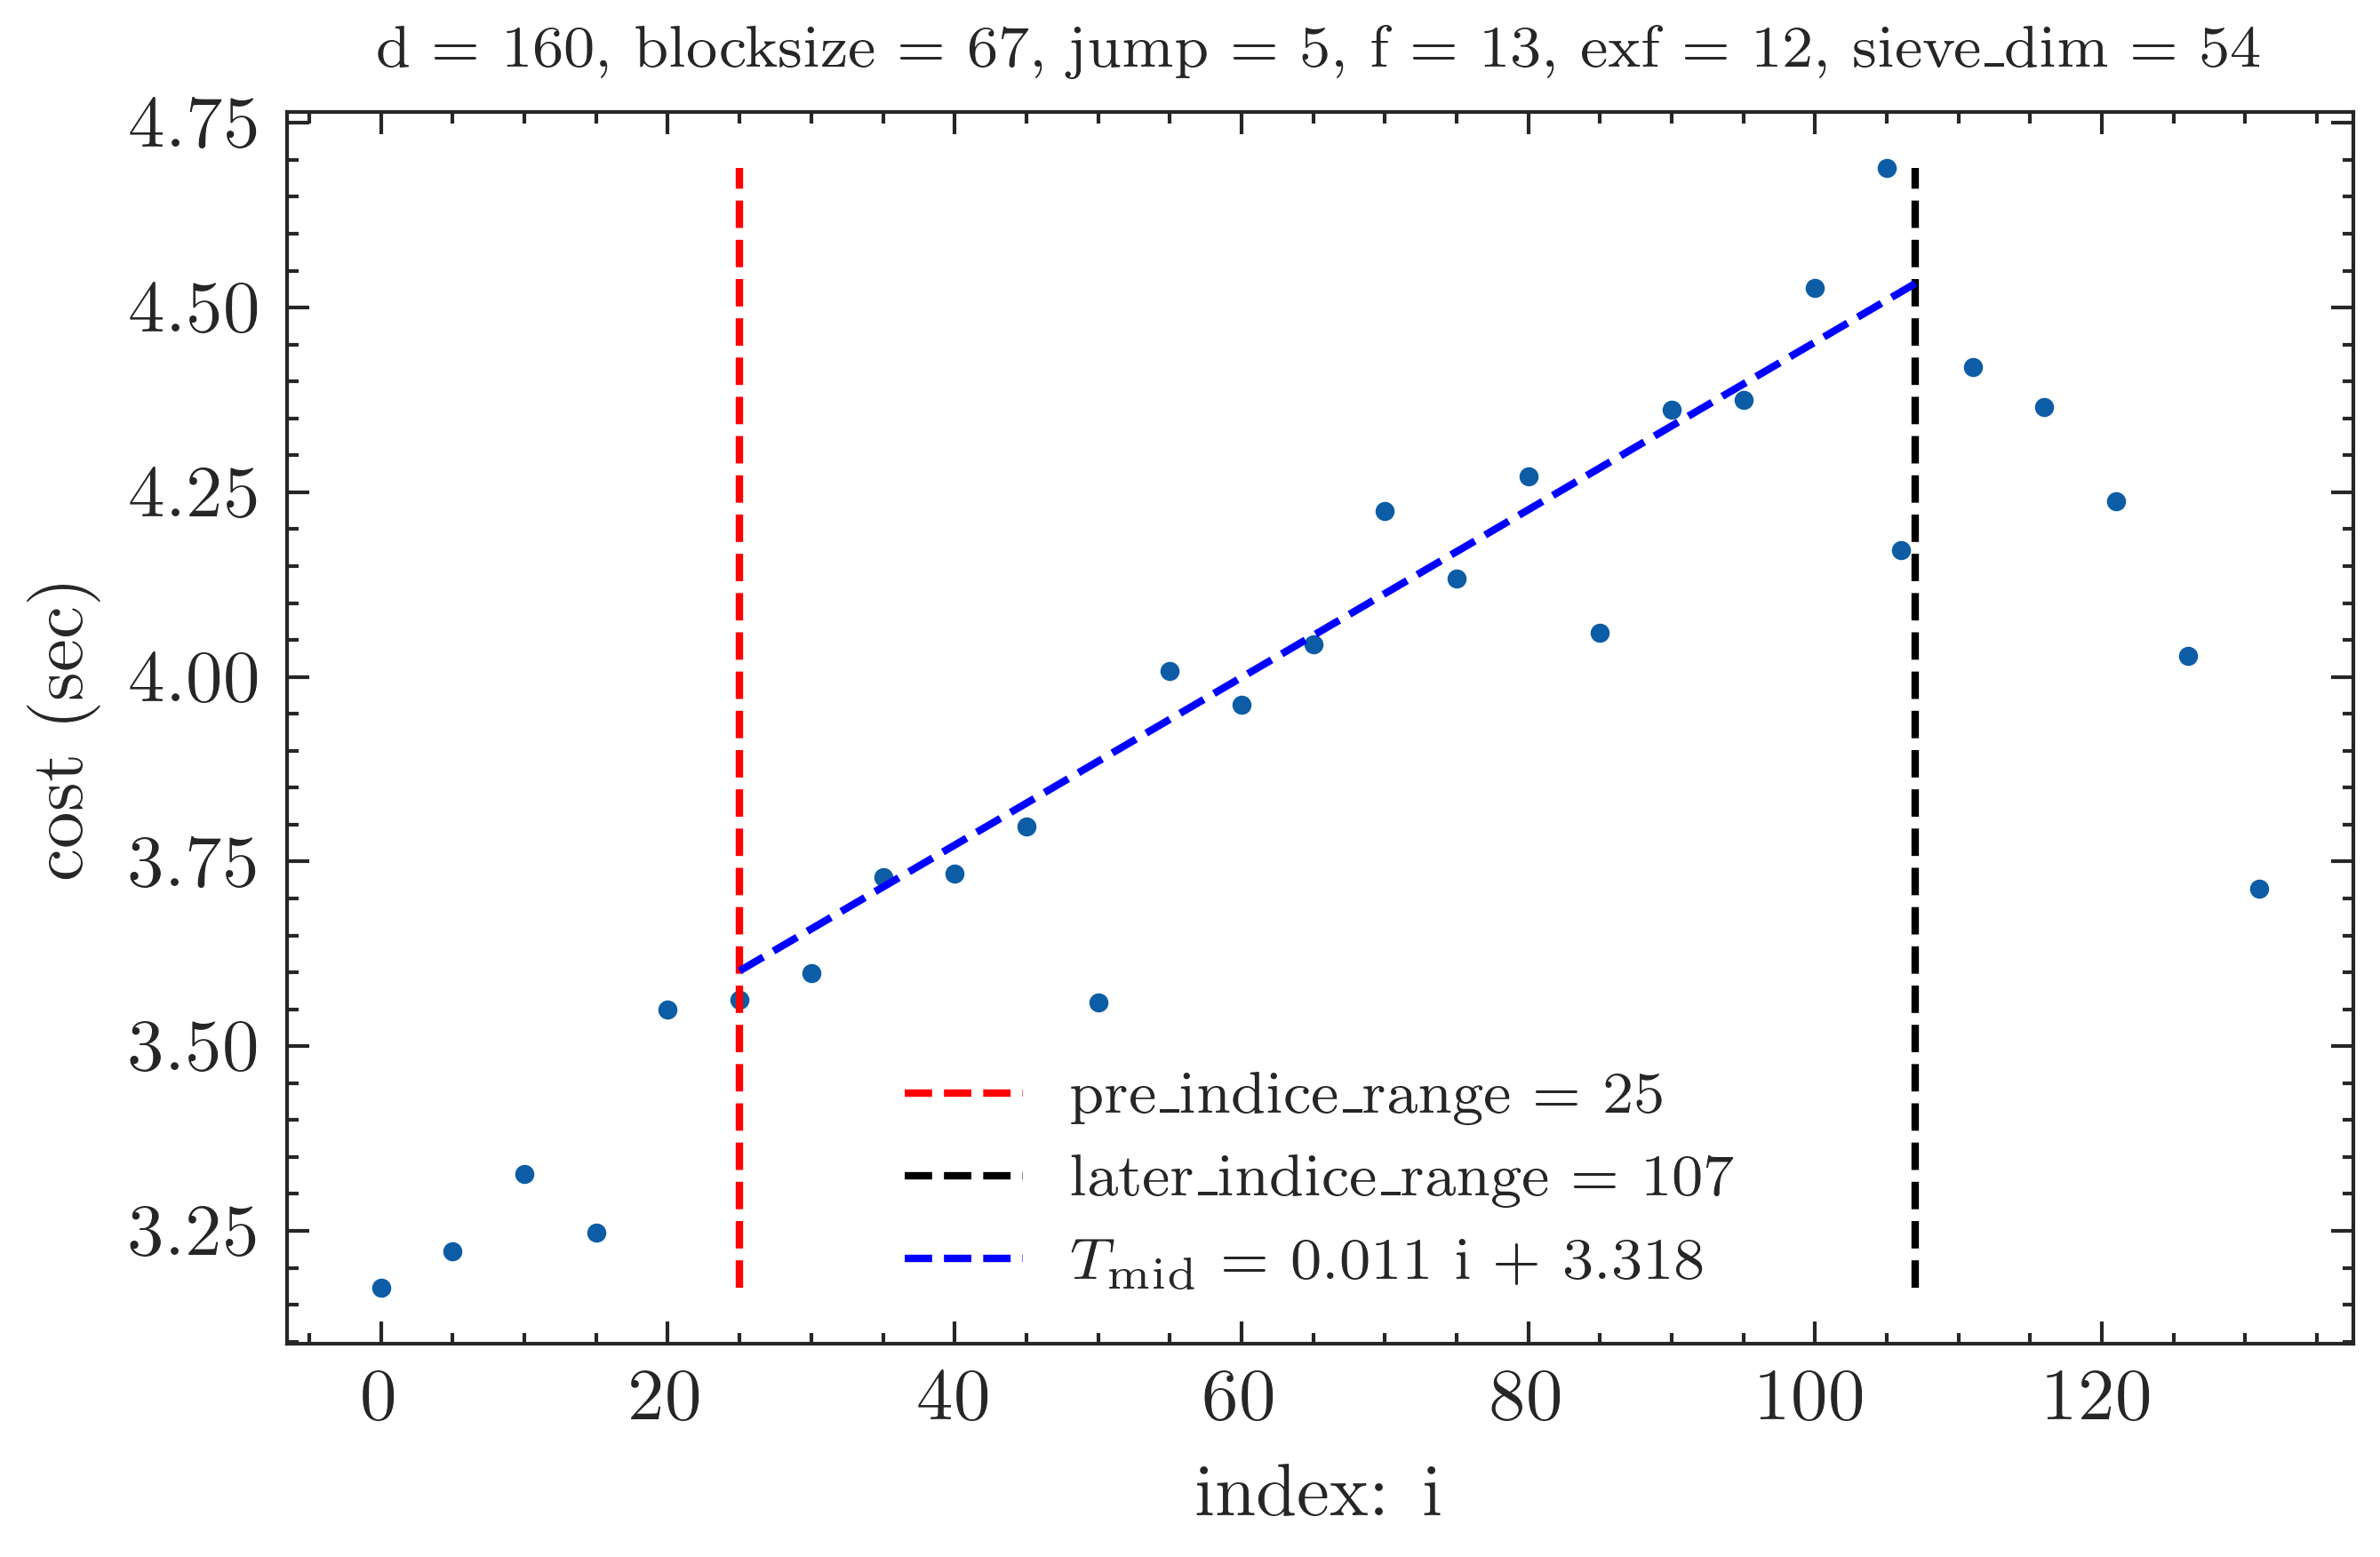 d = 160, blocksize = 67, jump = 5, f = 13, exf = 12, sieve_dim = 54
4.75
4.50
4.25
4.00
3.75
3.50
3.25
cost (sec)
pre_indice_range = 25
later_indice_range = 107
T_mid = 0.011 i + 3.318
0 20 40 60 80 100 120
index: i